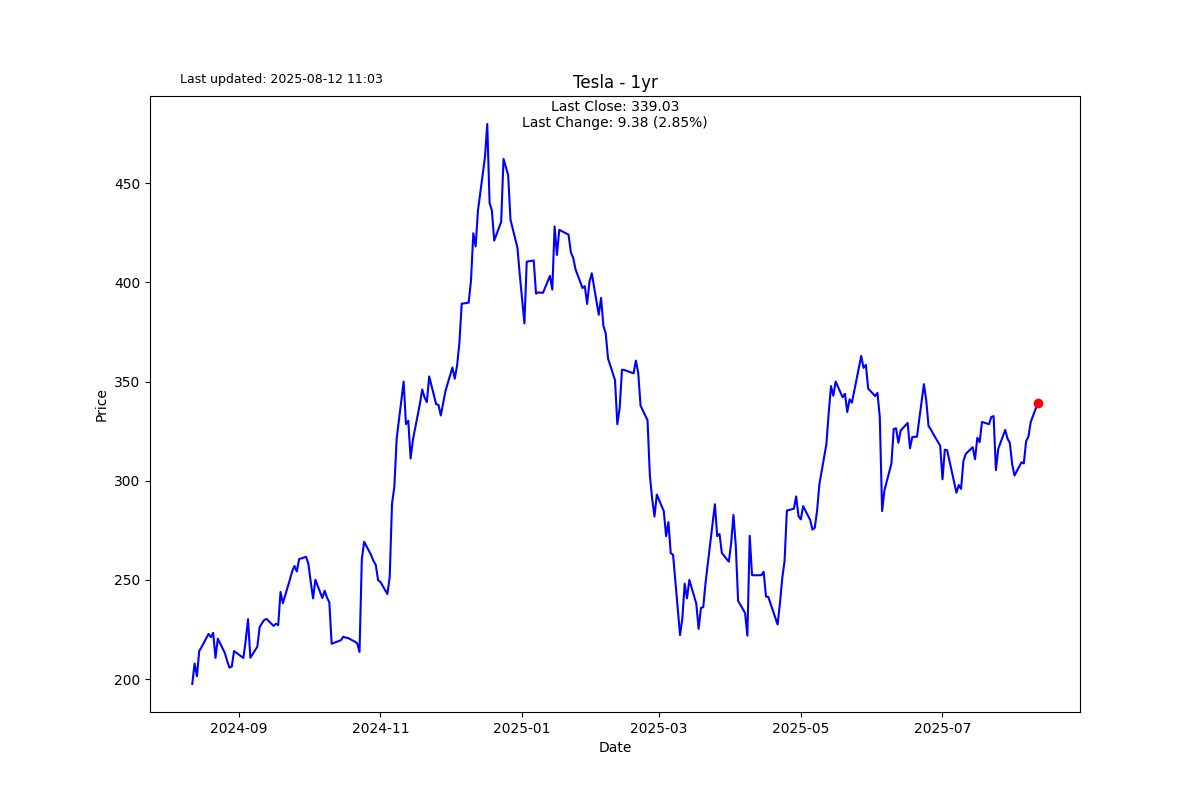 Last updated: 2025-08-12 11:03
Tesla - 1yr
Last Close: 339.03
Last Change: 9.38 (2.85%)
450
400
350
300
250
200
Price
2024-09
2024-11
2025-01
2025-03
2025-05
2025-07
Date